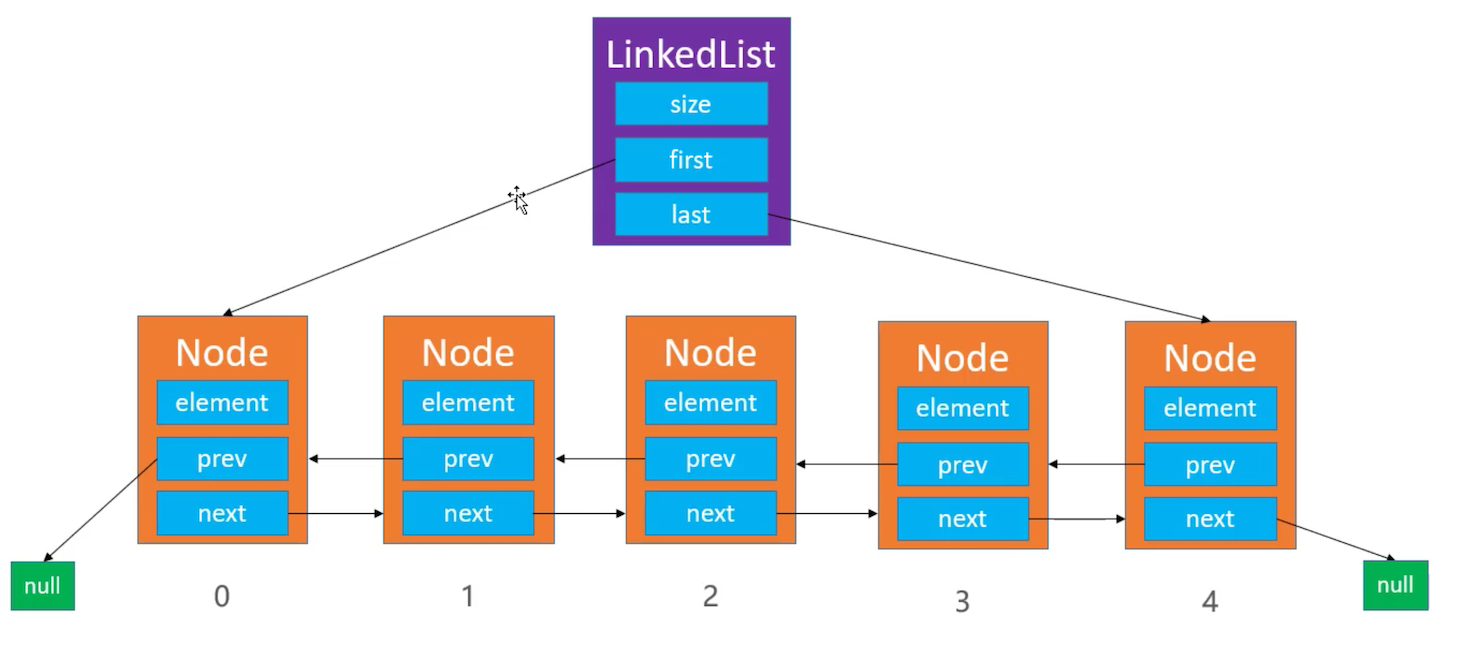 LinkedList
size
first
last
Node
element
prev
next
Node
element
prev
next
Node
element
prev
next
Node
element
prev
next
Node
element
prev
next
null
0
1
2
3
4
null